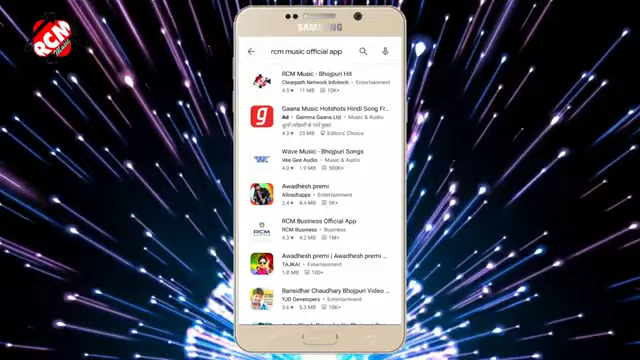 RCM
Music
SAMSUNG
rcm music official app
RCM Music - Bhojpuri Hit
Clearpath Network Infotech • Entertainment
4.5★ 11 MB 10K+
Gaana Music Hotshots Hindi Song Fr...
Ad • Gamma Gaana Ltd • Music & Audio
4.3★ 23 MB Editors' Choice
Wave Music - Bhojpuri Songs
Vee Gee Audio • Music & Audio
4.0★ 1.9 MB 500K+
Awadhesh premi
Allosdtapps • Entertainment
2.4★ 4.4 MB 5K+
RCM Business Official App
RCM Business • Business
4.3★ 4.2 MB 1M+
RCM
Awadhesh premi | Awadhesh premi ...
TAJKAI • Entertainment
1.8 MB 100+
Bansidhar Chaudhary Bhojpuri Video ...
YJD Developers • Entertainment
3.6★ 5.3 MB 10K+